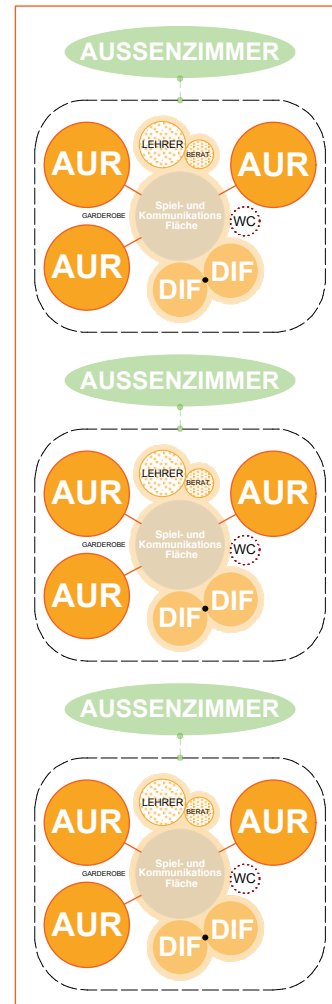 AUSSENZIMMER
LEHRER
BERAT.
AUR
AUR
Spiel- und
Kommunikations
Fläche
GARDEROBE
WC
AUR
DIF
DIF
AUSSENZIMMER
LEHRER
BERAT.
AUR
AUR
Spiel- und
Kommunikations
Fläche
GARDEROBE
WC
AUR
DIF
DIF
AUSSENZIMMER
LEHRER
BERAT.
AUR
AUR
Spiel- und
Kommunikations
Fläche
GARDEROBE
WC
AUR
DIF
DIF